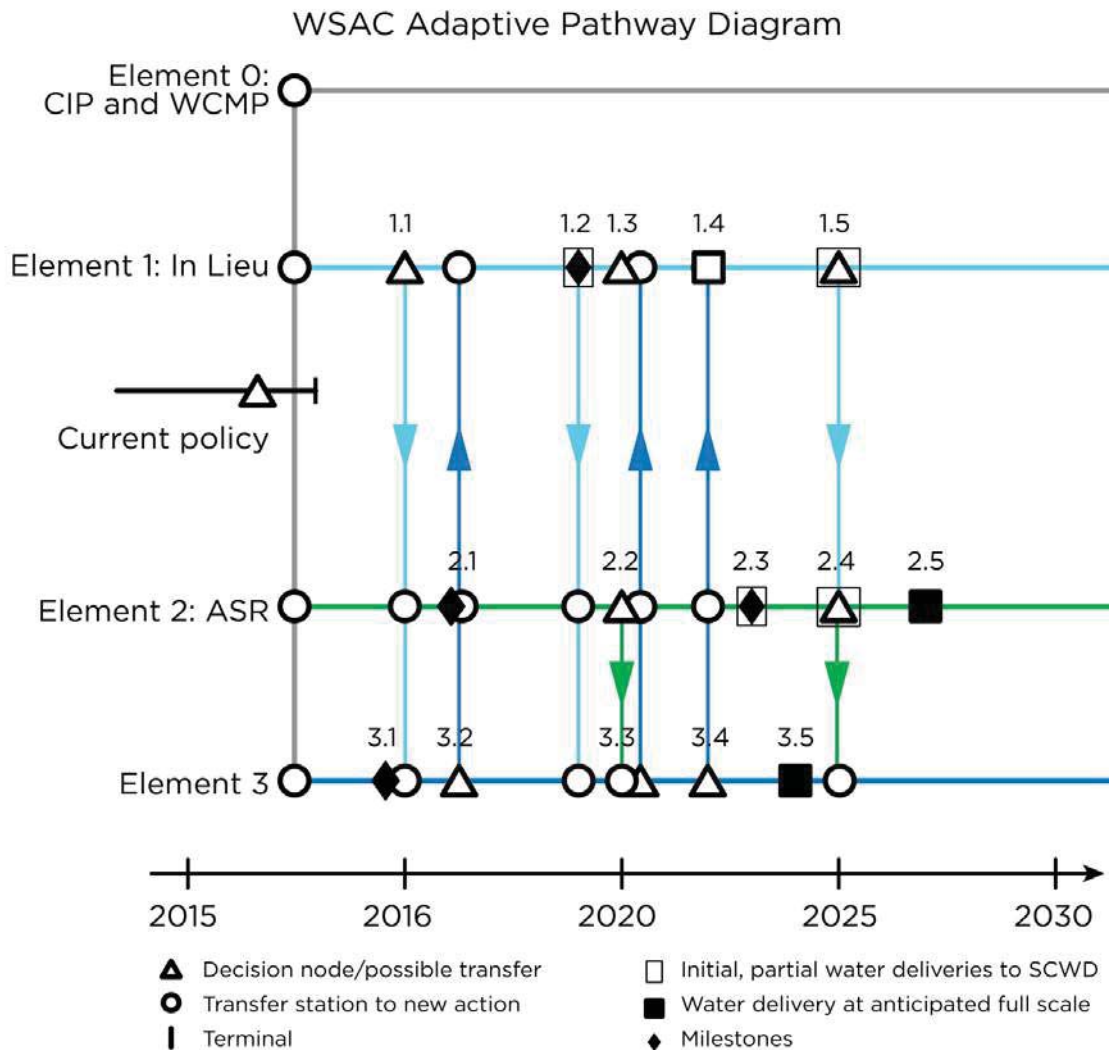 WSAC Adaptive Pathway Diagram
Element 0:
CIP and WCMP
1.1
1.2
1.3
1.4
1.5
Element 1: In Lieu
Current policy
2.1
2.2
2.3
2.4
2.5
Element 2: ASR
3.1
3.2
3.3
3.4
3.5
Element 3
2015
2016
2020
2025
2030
Decision node/possible transfer
Transfer station to new action
Terminal
Initial, partial water deliveries to SCWD
Water delivery at anticipated full scale
Milestones